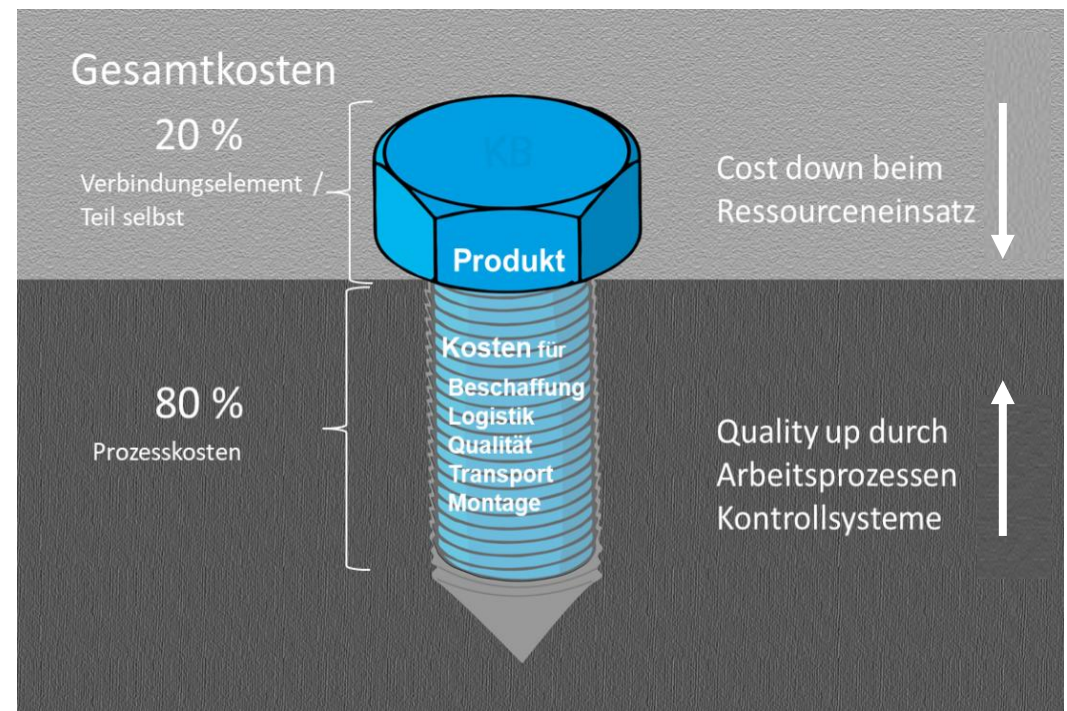 Gesamtkosten
20 %
Verbindungselement /
Teil selbst
KB
Produkt
Cost down beim
Ressourceneinsatz
80 %
Prozesskosten
Kosten für
Beschaffung
Logistik
Qualität
Transport
Montage
Quality up durch
Arbeitsprozessen
Kontrollsysteme